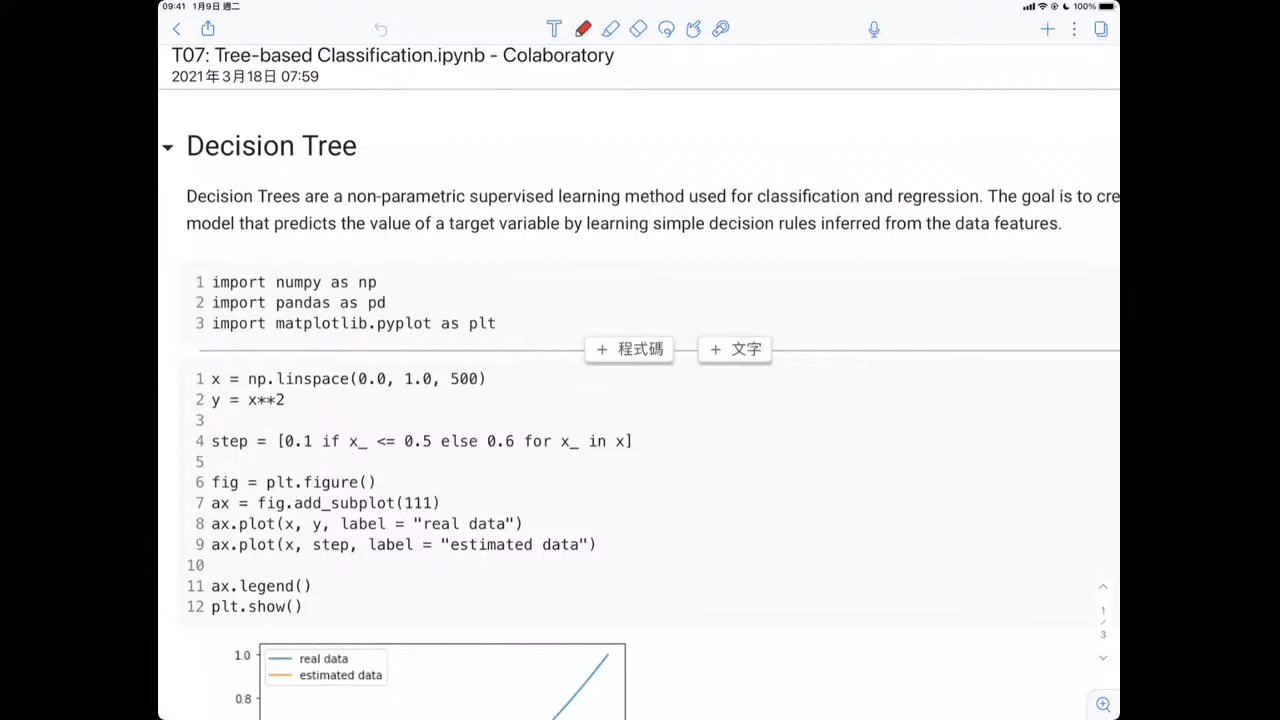 09:41 1月9日 週二
100%
T07: Tree-based Classification.ipynb - Colaboratory
2021年3月18日 07:59
Decision Tree
Decision Trees are a non-parametric supervised learning method used for classification and regression. The goal is to cre
model that predicts the value of a target variable by learning simple decision rules inferred from the data features.
1 import numpy as np
2 import pandas as pd
3 import matplotlib.pyplot as plt
+ 程式碼
+ 文字
1 x = np.linspace(0.0, 1.0, 500)
2 y = x**2
3
4 step = [0.1 if x_ <= 0.5 else 0.6 for x_ in x]
5
6 fig = plt.figure()
7 ax = fig.add_subplot(111)
8 ax.plot(x, y, label = "real data")
9 ax.plot(x, step, label = "estimated data")
10
11 ax.legend()
12 plt.show()
1.0
real data
estimated data
0.8
1
/
3